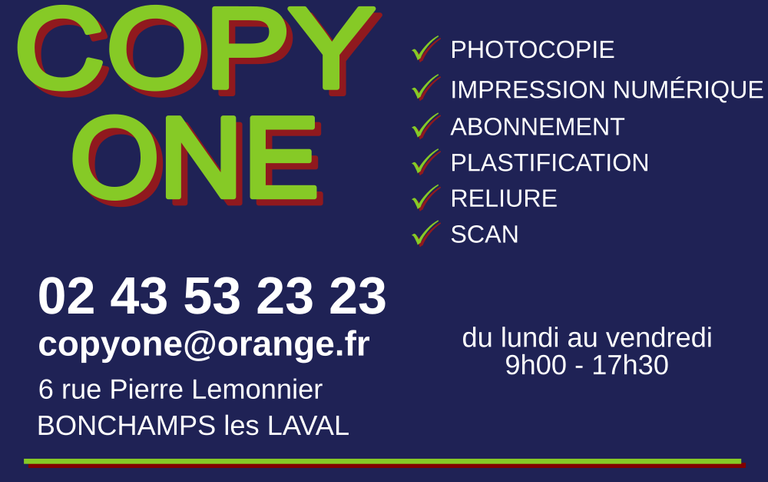 COPY
ONE
PHOTOCOPIE
IMPRESSION NUMÉRIQUE
ABONNEMENT
PLASTIFICATION
RELIURE
SCAN
02 43 53 23 23
copyone@orange.fr
6 rue Pierre Lemonnier
BONCHAMPS les LAVAL
du lundi au vendredi
9h00 - 17h30